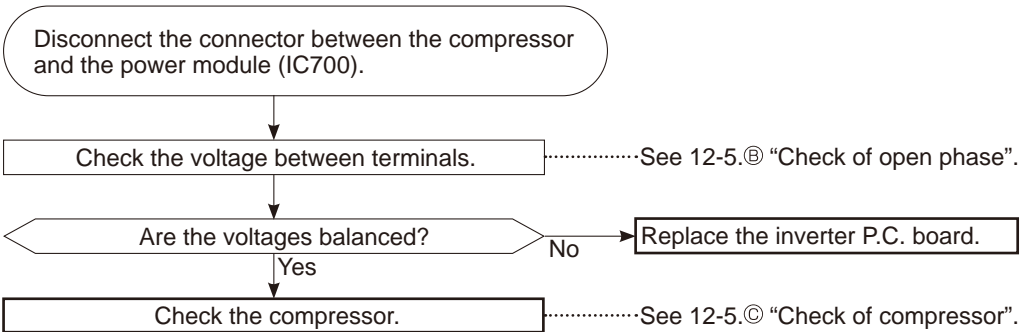 Disconnect the connector between the compressor
and the power module (IC700).
Check the voltage between terminals.
See 12-5.Ⓑ “Check of open phase”.
Are the voltages balanced?
No
Replace the inverter P.C. board.
Yes
Check the compressor.
See 12-5.Ⓒ “Check of compressor”.